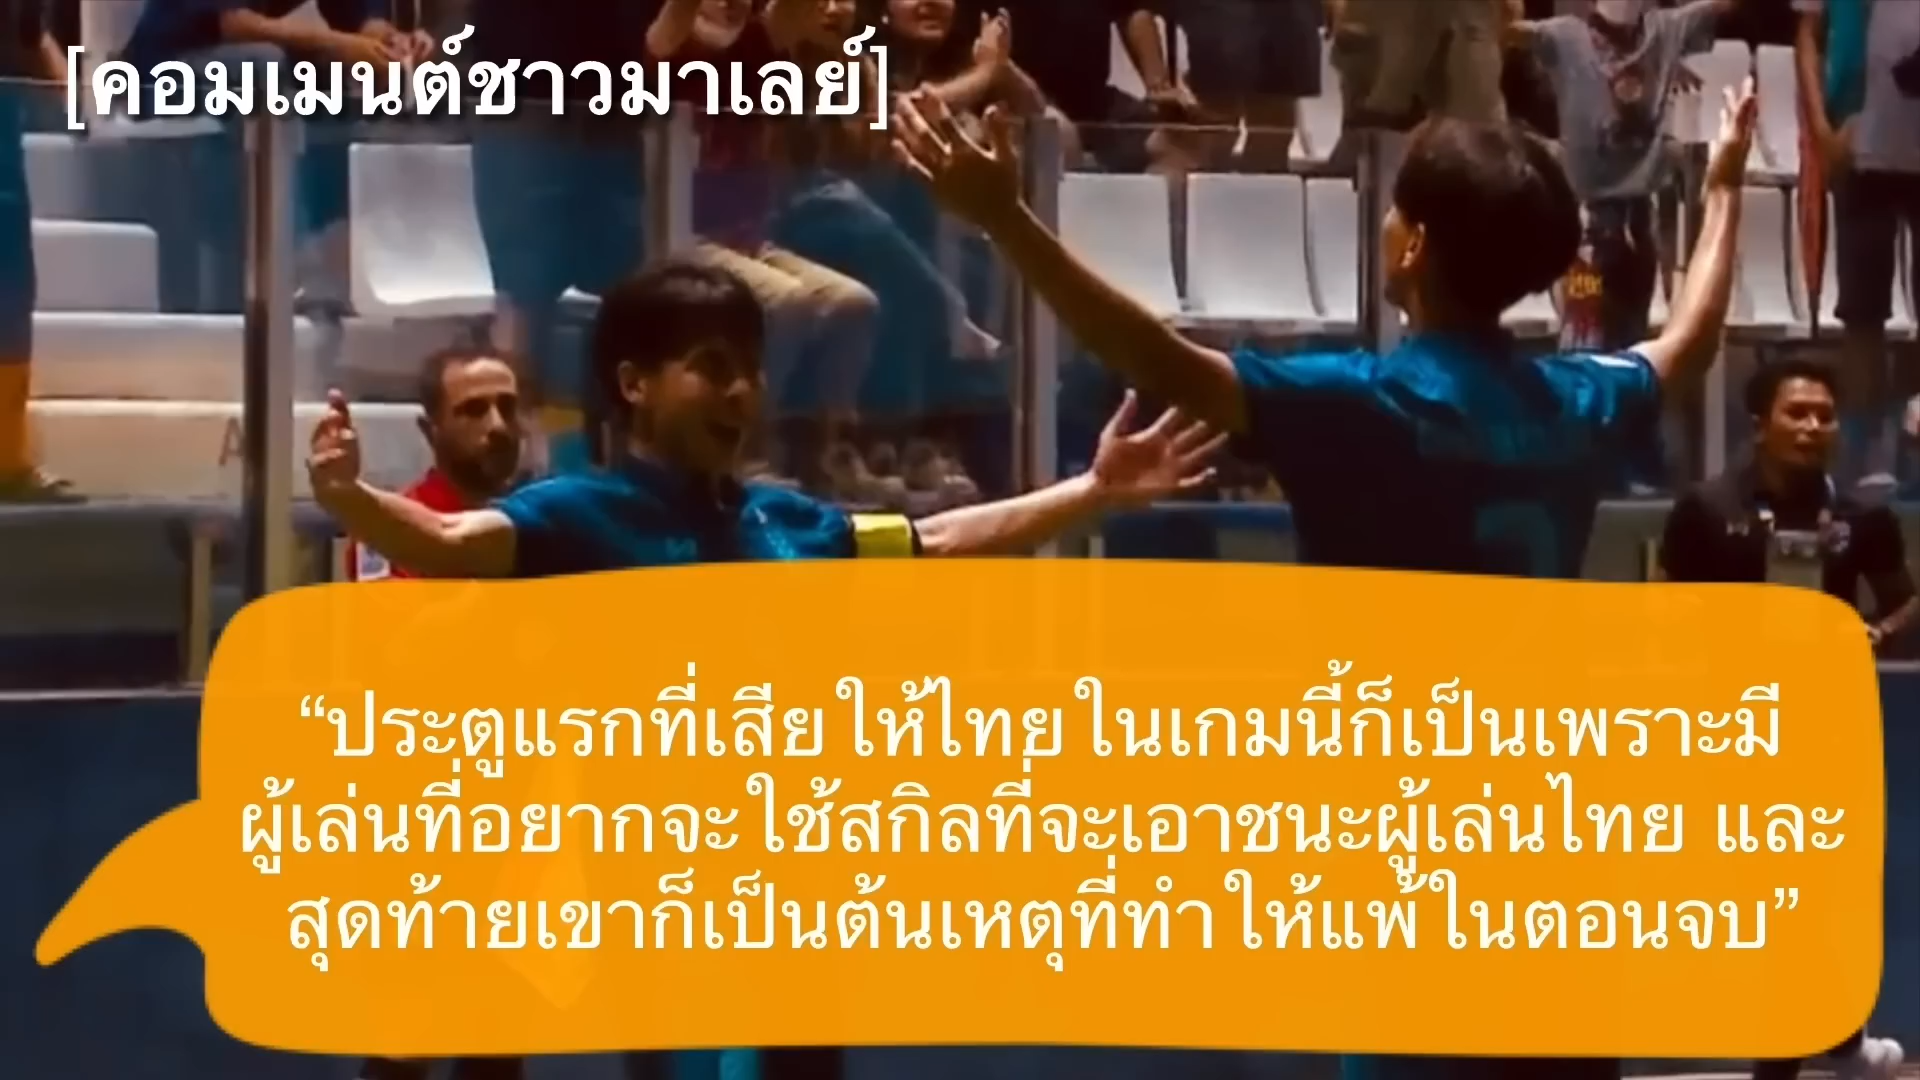 [คอมเมนต์ชาวมาเลย์]
“ประตูแรกที่เสียให้ไทยในเกมนี้ก็เป็นเพราะมี
ผู้เล่นที่อยากจะใช้สกิลที่จะเอาชนะผู้เล่นไทย และ
สุดท้ายเขาก็เป็นต้นเหตุที่ทำให้แพ้ในตอนจบ”